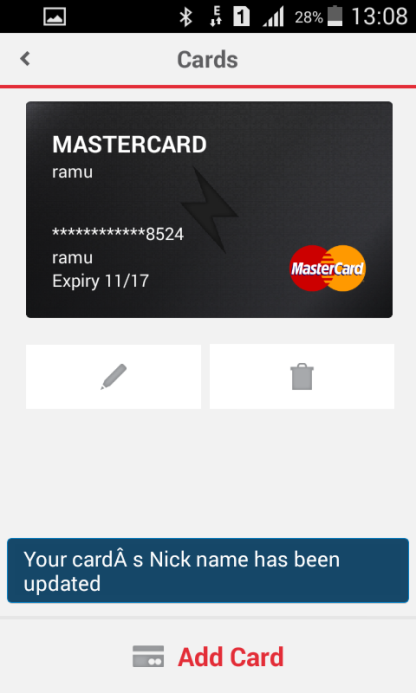 E
1
28%
13:08
Cards
MASTERCARD
ramu
************8524
ramu
Expiry 11/17
MasterCard
Your cardÂ s Nick name has been
updated
Add Card